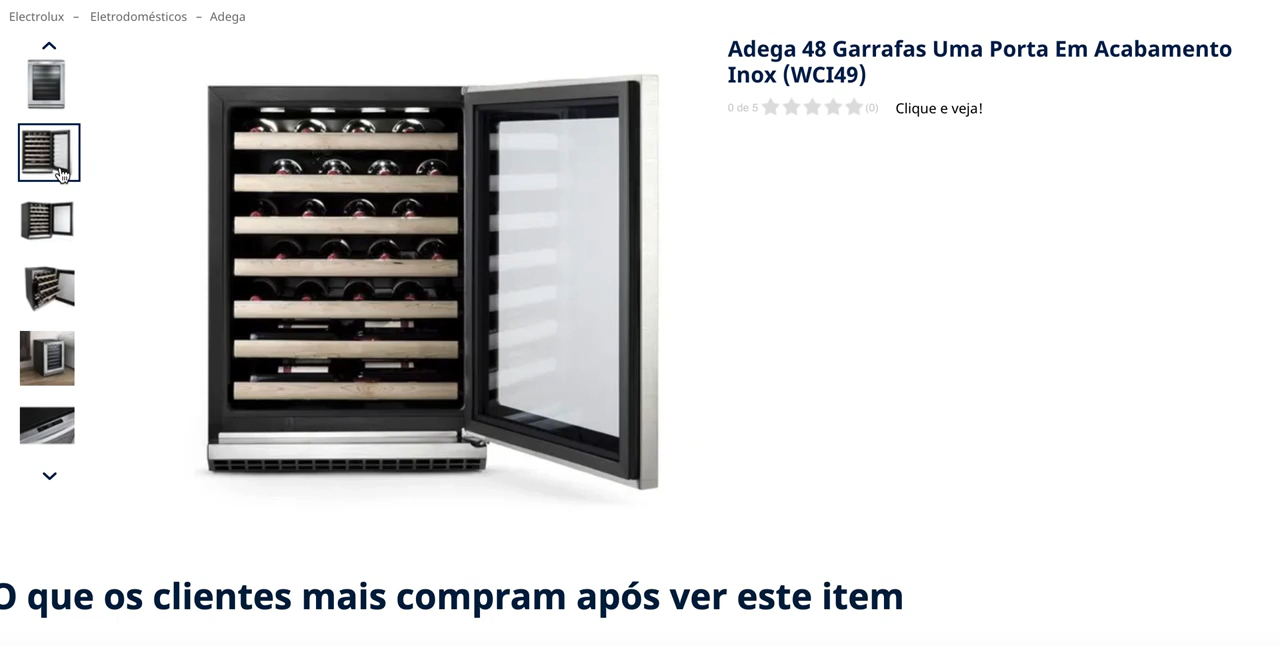 Electrolux – Eletrodomésticos – Adega
Adega 48 Garrafas Uma Porta Em Acabamento
Inox (WCI49)
0 de 5 (0) Clique e veja!
O que os clientes mais compram após ver este item